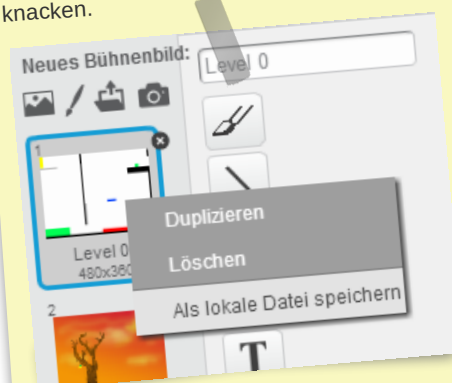 knacken.
Neues Bühnenbild:
Level 0
1
Level 0
480x360
Duplizieren
Löschen
Als lokale Datei speichern
2
T